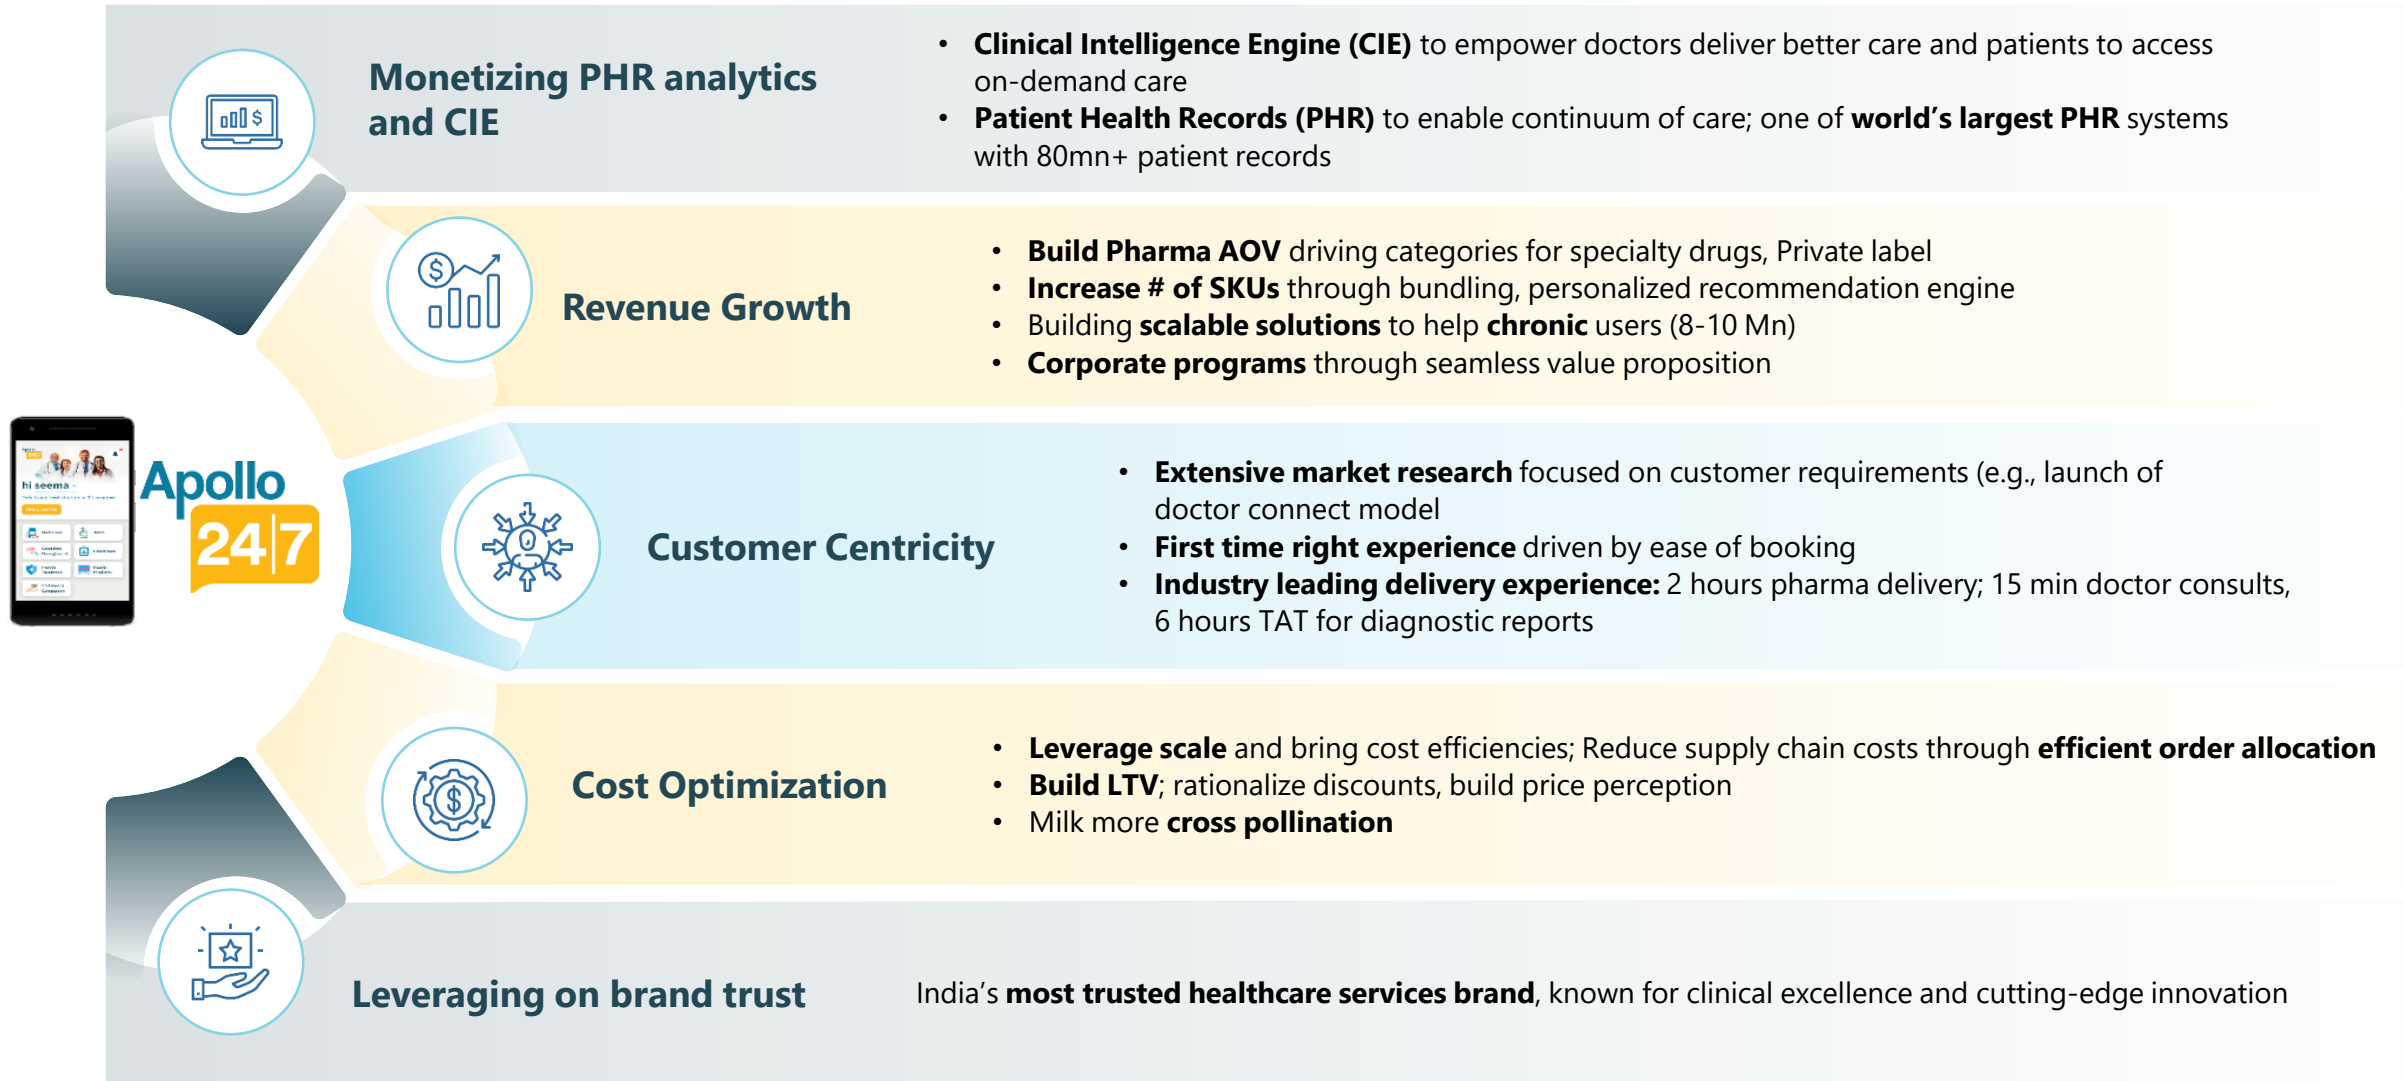 Monetizing PHR analytics
and CIE
• Clinical Intelligence Engine (CIE) to empower doctors deliver better care and patients to access
on-demand care
• Patient Health Records (PHR) to enable continuum of care; one of world's largest PHR systems
with 80mn+ patient records
Revenue Growth
• Build Pharma AOV driving categories for specialty drugs, Private label
• Increase # of SKUs through bundling, personalized recommendation engine
• Building scalable solutions to help chronic users (8-10 Mn)
• Corporate programs through seamless value proposition
hi seema
Apollo
24|7
Customer Centricity
• Extensive market research focused on customer requirements (e.g., launch of
doctor connect model
• First time right experience driven by ease of booking
• Industry leading delivery experience: 2 hours pharma delivery; 15 min doctor consults,
6 hours TAT for diagnostic reports
Cost Optimization
• Leverage scale and bring cost efficiencies; Reduce supply chain costs through efficient order allocation
• Build LTV; rationalize discounts, build price perception
• Milk more cross pollination
Leveraging on brand trust
India's most trusted healthcare services brand, known for clinical excellence and cutting-edge innovation